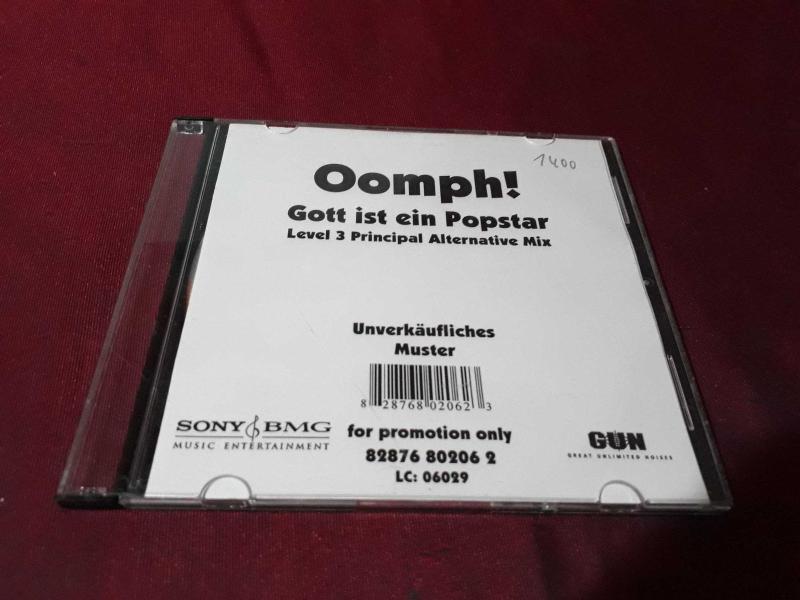 1400
Oomph!
Gott ist ein Popstar
Level 3 Principal Alternative Mix
Unverkäufliches
Muster
8 28768 02062 3
SONY BMG
MUSIC ENTERTAINMENT
for promotion only
82876 80206 2
LC: 06029
GUN
GREAT UNLIMITED NOISES